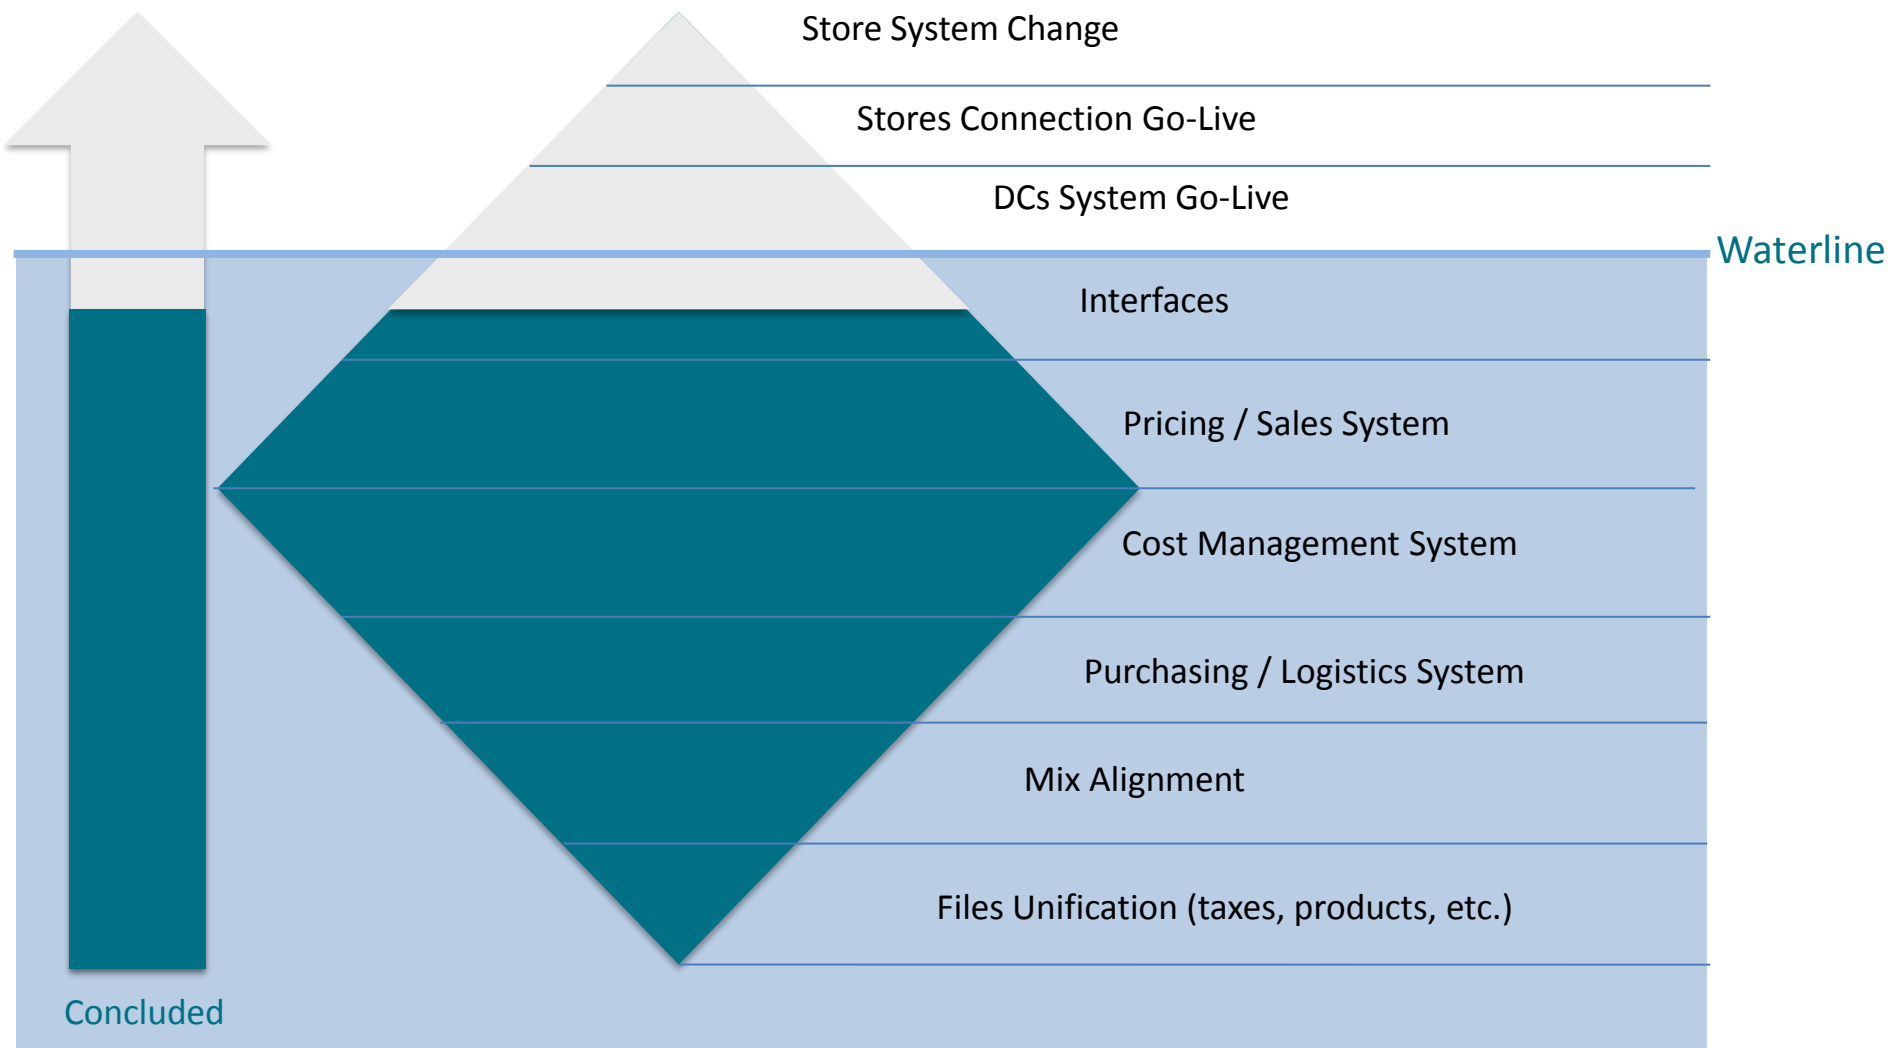 Store System Change
Stores Connection Go-Live
DCs System Go-Live
Waterline
Interfaces
Pricing / Sales System
Cost Management System
Purchasing / Logistics System
Mix Alignment
Files Unification (taxes, products, etc.)
Concluded